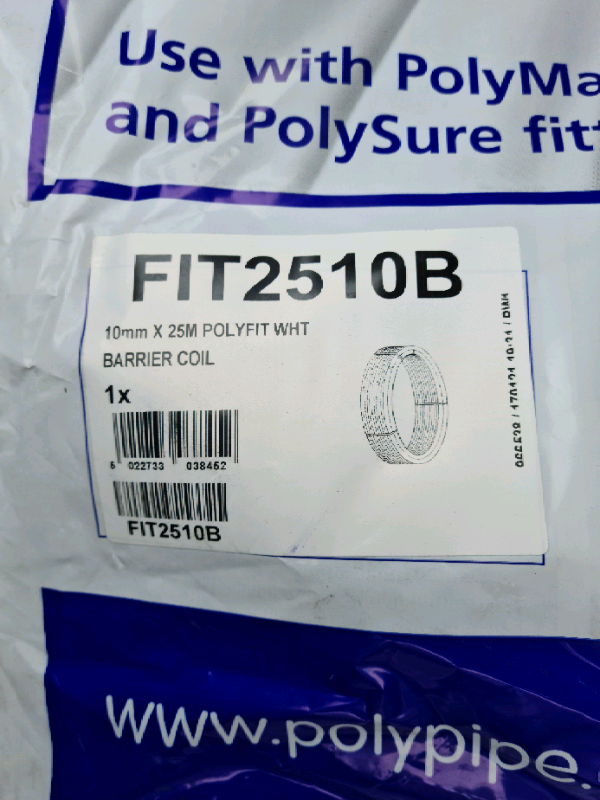 Use with PolyMa
and PolySure fitt
FIT2510B
10mm X 25M POLYFIT WHT
BARRIER COIL
1x
5 022733 038452
FIT2510B
www.polypipe.